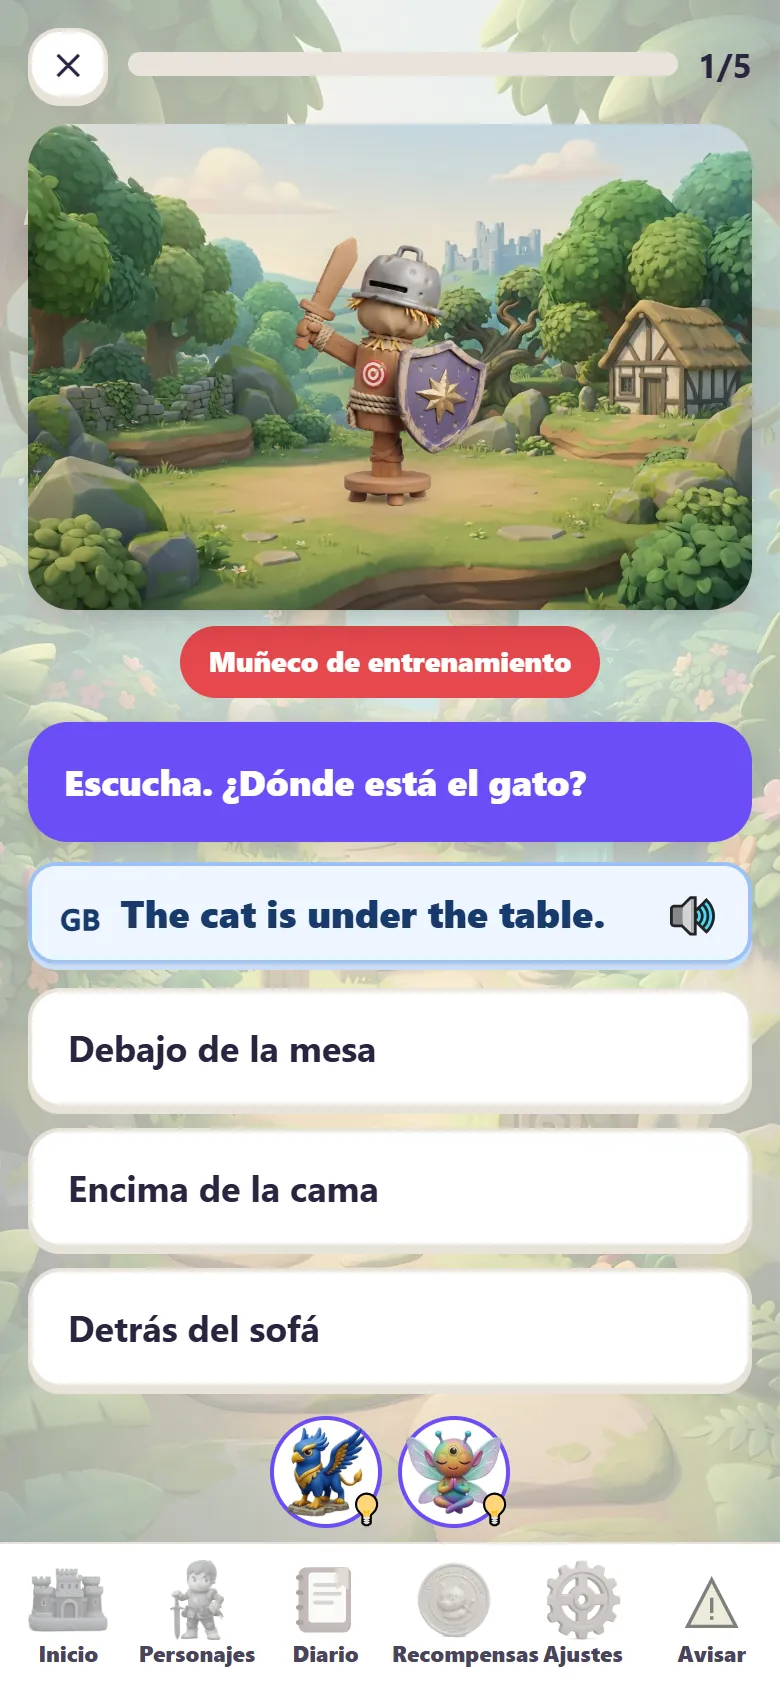 1/5
Muñeco de entrenamiento
Escucha. ¿Dónde está el gato?
GB The cat is under the table.
Debajo de la mesa
Encima de la cama
Detrás del sofá
Inicio Personajes Diario Recompensas Ajustes Avisar